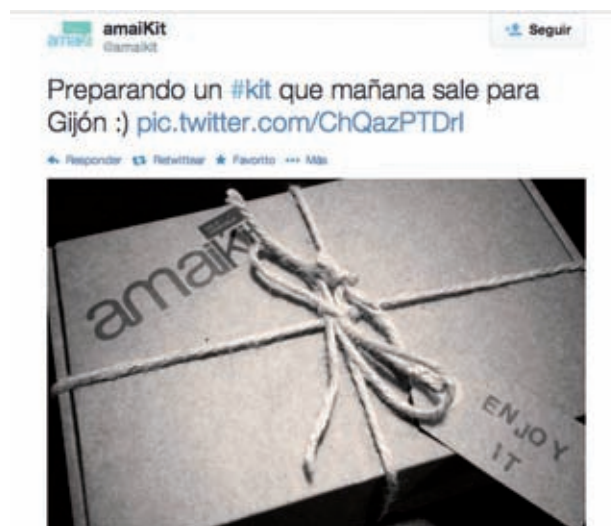 amaiKit
@amaikit
Seguir
Preparando un #kit que mañana sale para
Gijón :) pic.twitter.com/ChQazPTDrl
Responder Retwittear Favorito Más
amaikit
ENJOY
IT